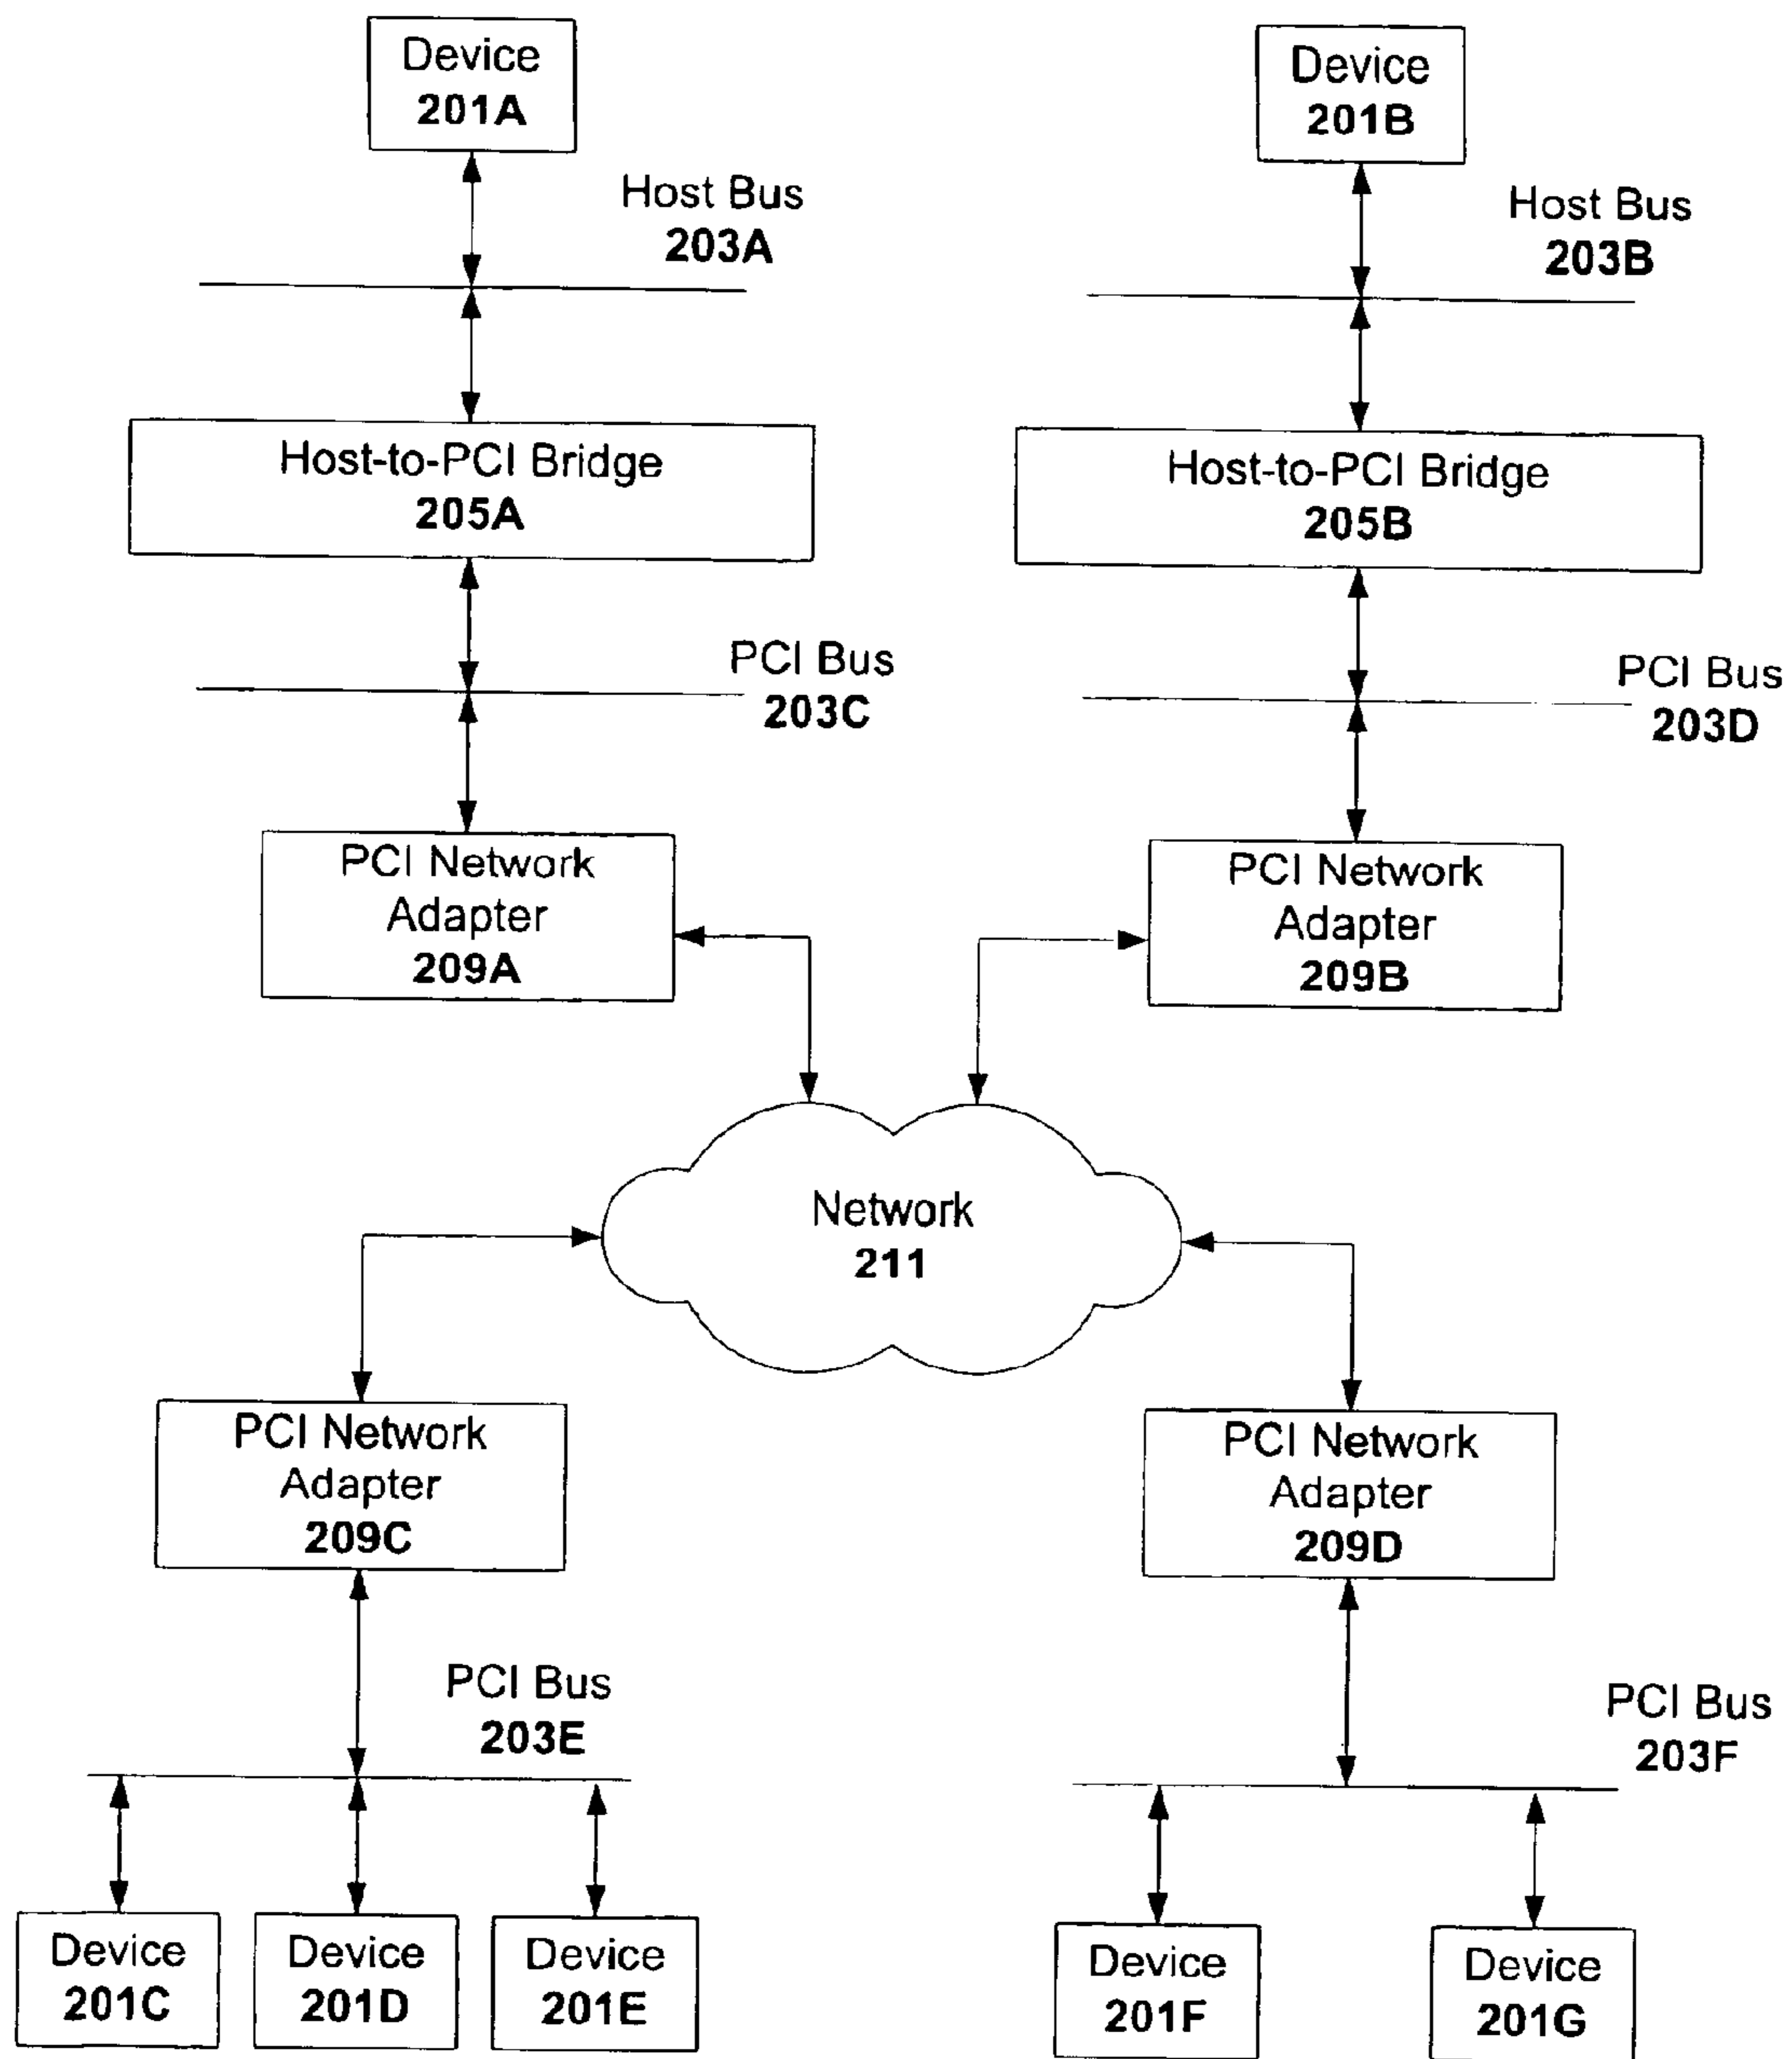 Device
201A
Device
201B
Host Bus
203A
Host Bus
203B
Host-to-PCI Bridge
205A
Host-to-PCI Bridge
205B
PCI Bus
203C
PCI Bus
203D
PCI Network
Adapter
209A
PCI Network
Adapter
209B
Network
211
PCI Network
Adapter
209C
PCI Network
Adapter
209D
PCI Bus
203E
PCI Bus
203F
Device
201C
Device
201D
Device
201E
Device
201F
Device
201G